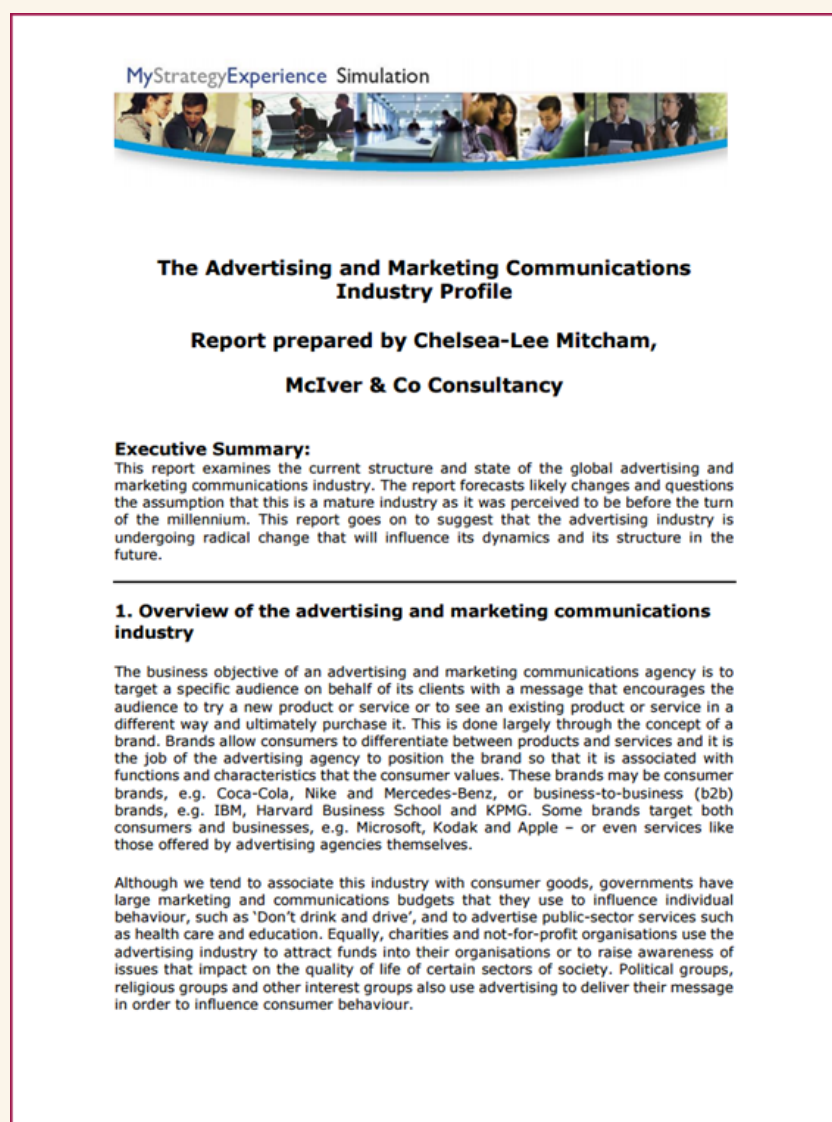 MyStrategyExperience Simulation
The Advertising and Marketing Communications
Industry Profile
Report prepared by Chelsea-Lee Mitcham,
McIver & Co Consultancy
Executive Summary:
This report examines the current structure and state of the global advertising and
marketing communications industry. The report forecasts likely changes and questions
the assumption that this is a mature industry as it was perceived to be before the turn
of the millennium. This report goes on to suggest that the advertising industry is
undergoing radical change that will influence its dynamics and its structure in the
future.
1. Overview of the advertising and marketing communications
industry
The business objective of an advertising and marketing communications agency is to
target a specific audience on behalf of its clients with a message that encourages the
audience to try a new product or service or to see an existing product or service in a
different way and ultimately purchase it. This is done largely through the concept of a
brand. Brands allow consumers to differentiate between products and services and it is
the job of the advertising agency to position the brand so that it is associated with
functions and characteristics that the consumer values. These brands may be consumer
brands, e.g. Coca-Cola, Nike and Mercedes-Benz, or business-to-business (b2b)
brands, e.g. IBM, Harvard Business School and KPMG. Some brands target both
consumers and businesses, e.g. Microsoft, Kodak and Apple – or even services like
those offered by advertising agencies themselves.
Although we tend to associate this industry with consumer goods, governments have
large marketing and communications budgets that they use to influence individual
behaviour, such as ‘Don’t drink and drive’, and to advertise public-sector services such
as health care and education. Equally, charities and not-for-profit organisations use the
advertising industry to attract funds into their organisations or to raise awareness of
issues that impact on the quality of life of certain sectors of society. Political groups,
religious groups and other interest groups also use advertising to deliver their message
in order to influence consumer behaviour.